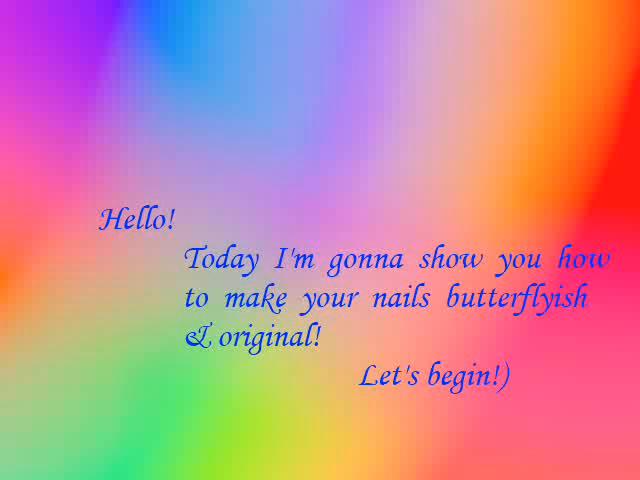 Hello!
Today I'm gonna show you how
to make your nails butterflyish
& original!
Let's begin!)